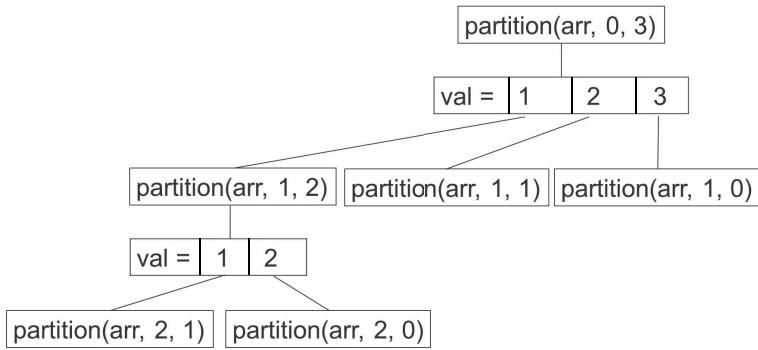 partition(arr, 0, 3)
val = 1 2 3
partition(arr, 1, 2) partition(arr, 1, 1) partition(arr, 1, 0)
val = 1 2
partition(arr, 2, 1) partition(arr, 2, 0)